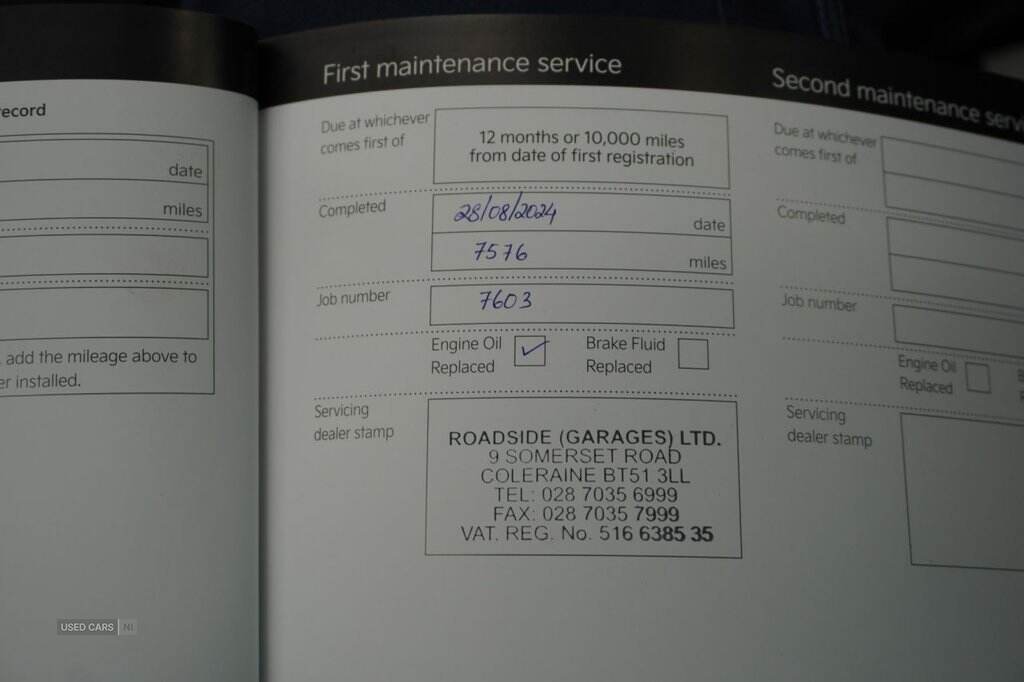 ecord
date
miles
add the mileage above to
er installed.
First maintenance service
Due at whichever
comes first of
12 months or 10,000 miles
from date of first registration
Completed
28/08/2024
date
7576
miles
Job number
7603
Engine Oil
Replaced
Brake Fluid
Replaced
Servicing
dealer stamp
ROADSIDE (GARAGES) LTD.
9 SOMERSET ROAD
COLERAINE BT51 3LL
TEL: 028 7035 6999
FAX: 028 7035 7999
VAT. REG. No. 516 6385 35
Second maintenance serv
Due at whichever
comes first of
Completed
Job number
Engine Oil
Replaced
Servicing
dealer stamp
USED CARS NI